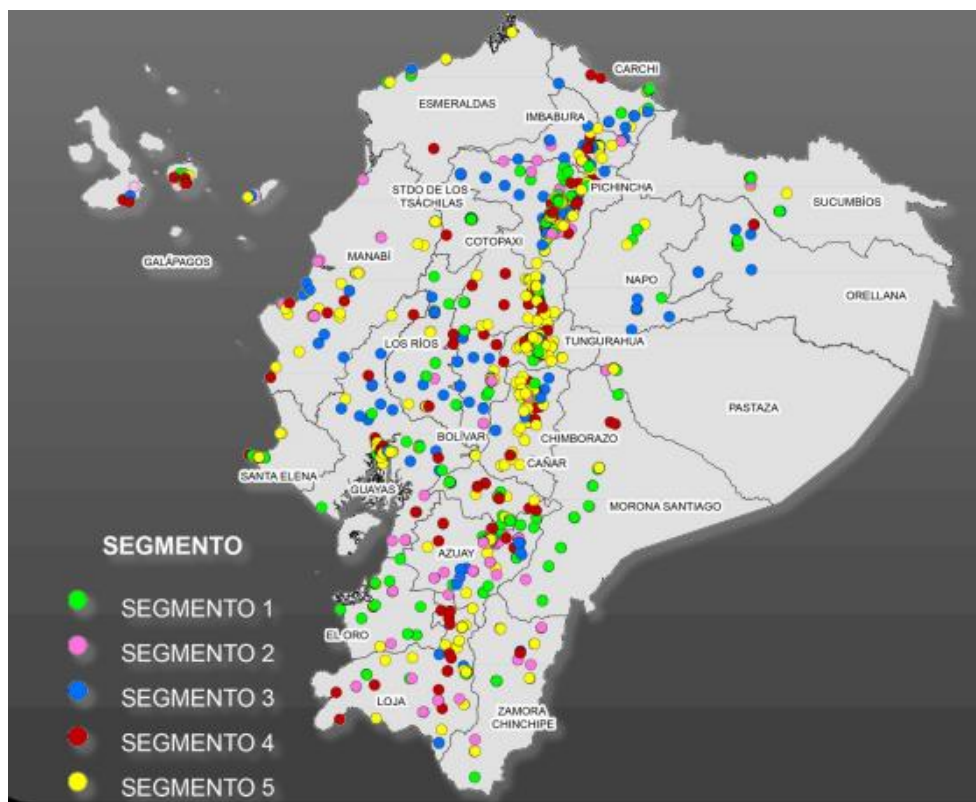 CARCHI
ESMERALDAS
IMBABURA
PICHINCHA
STDO DE LOS
TSÁCHILAS
SUCUMBÍOS
COTOPAXI
MANABÍ
GALÁPAGOS
NAPO
ORELLANA
LOS RÍOS
TUNGURAHUA
PASTAZA
BOLÍVAR
CHIMBORAZO
CAÑAR
SANTA ELENA
GUAYAS
MORONA SANTIAGO
AZUAY
EL ORO
LOJA
ZAMORA
CHINCHIPE
SEGMENTO
SEGMENTO 1
SEGMENTO 2
SEGMENTO 3
SEGMENTO 4
SEGMENTO 5